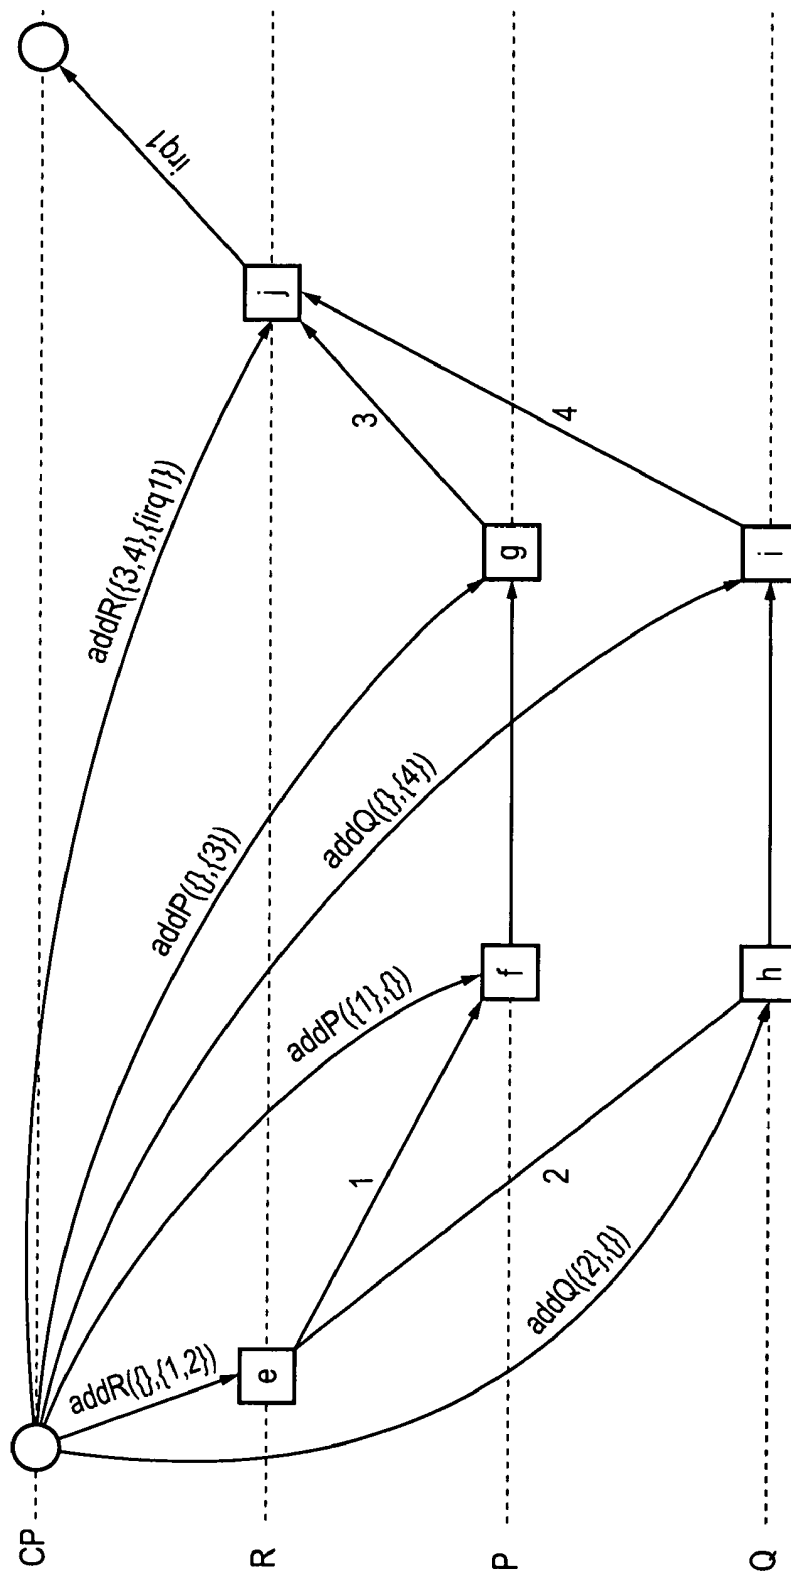 CP
R
P
Q
irq1
j
addR({3,4},{irq1})
3
4
g
i
addP({},{3})
addQ({},{4})
addP({1},{})
f
h
1
2
addR({},{1,2})
addQ({2},{})
e